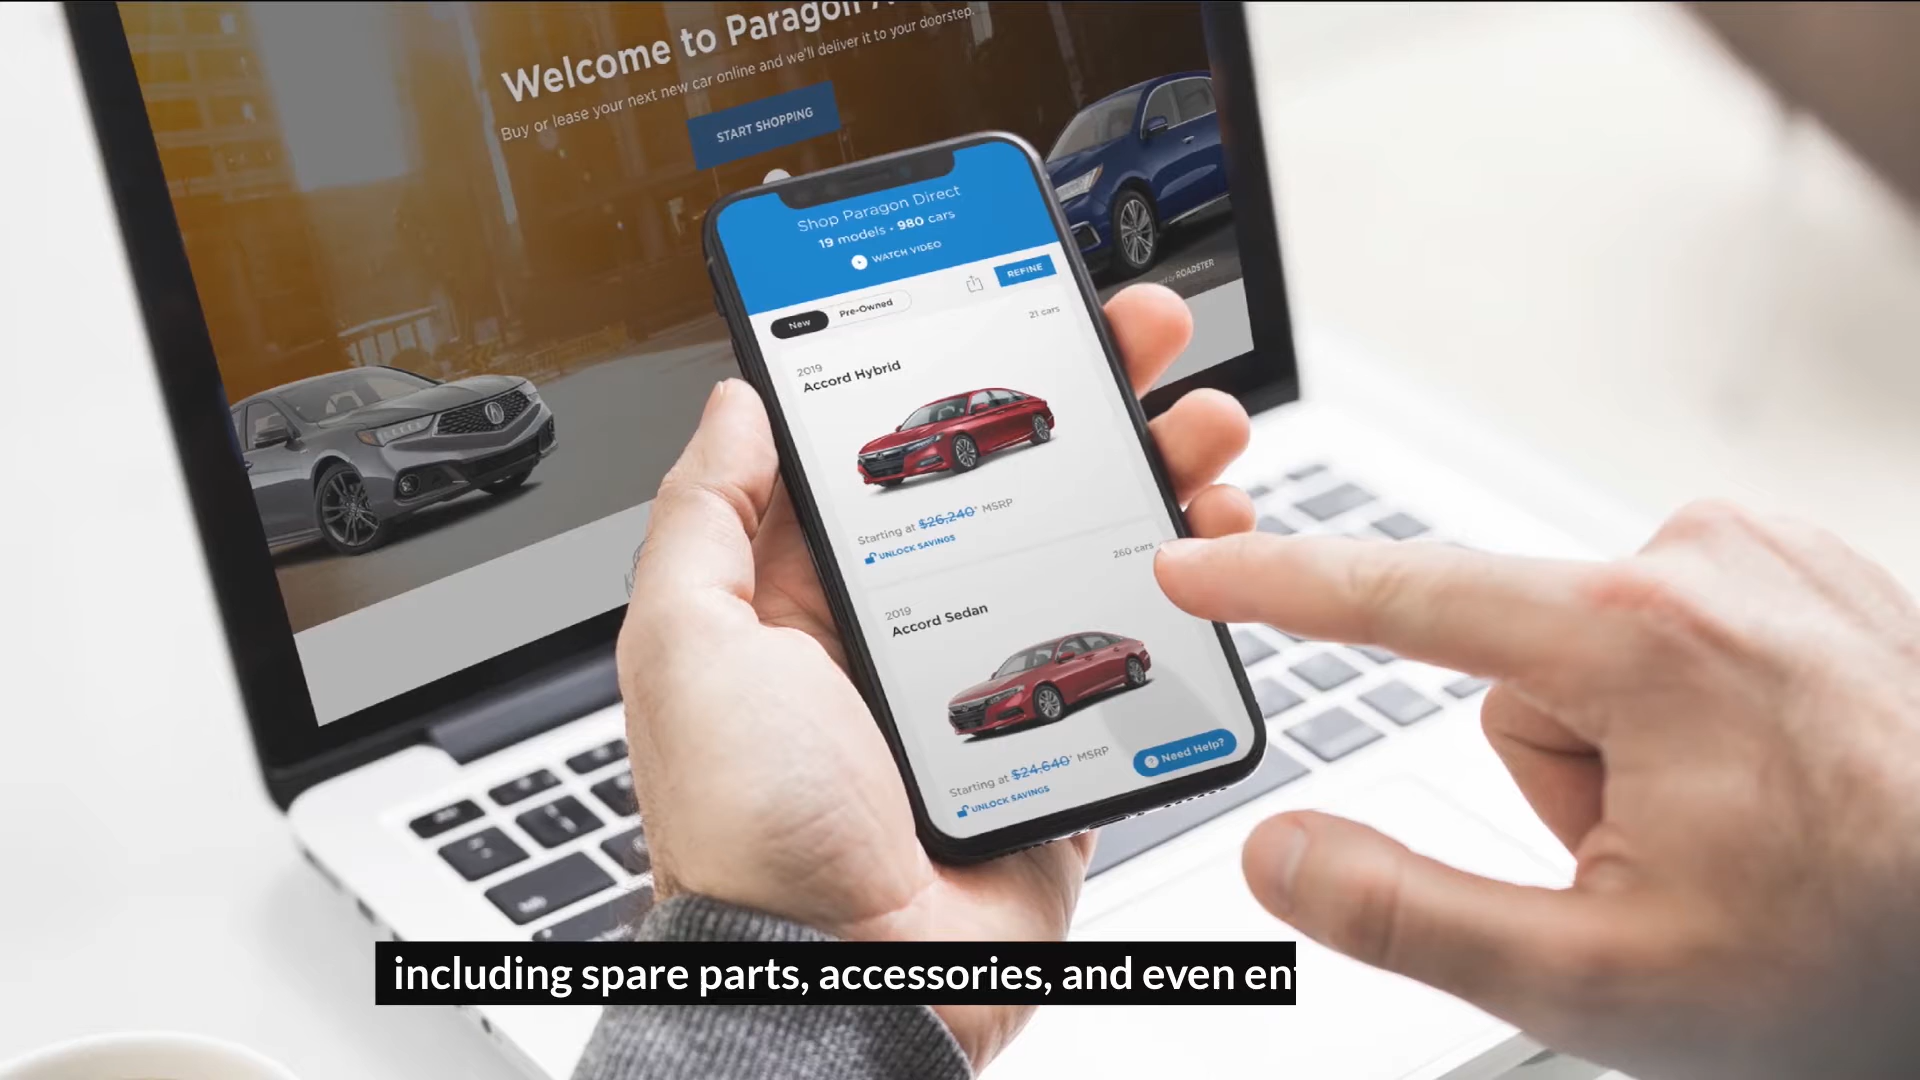 Welcome to Paragon
Buy or lease your next new car online and we'll deliver it to your doorstep.
START SHOPPING
ROADSTER
Shop Paragon Direct
19 models • 980 cars
WATCH VIDEO
REFINE
New
Pre-Owned
21 cars
2019
Accord Hybrid
Starting at $26,240* MSRP
UNLOCK SAVINGS
260 cars
2019
Accord Sedan
Starting at $24,640* MSRP
UNLOCK SAVINGS
Need Help?
including spare parts, accessories, and even en